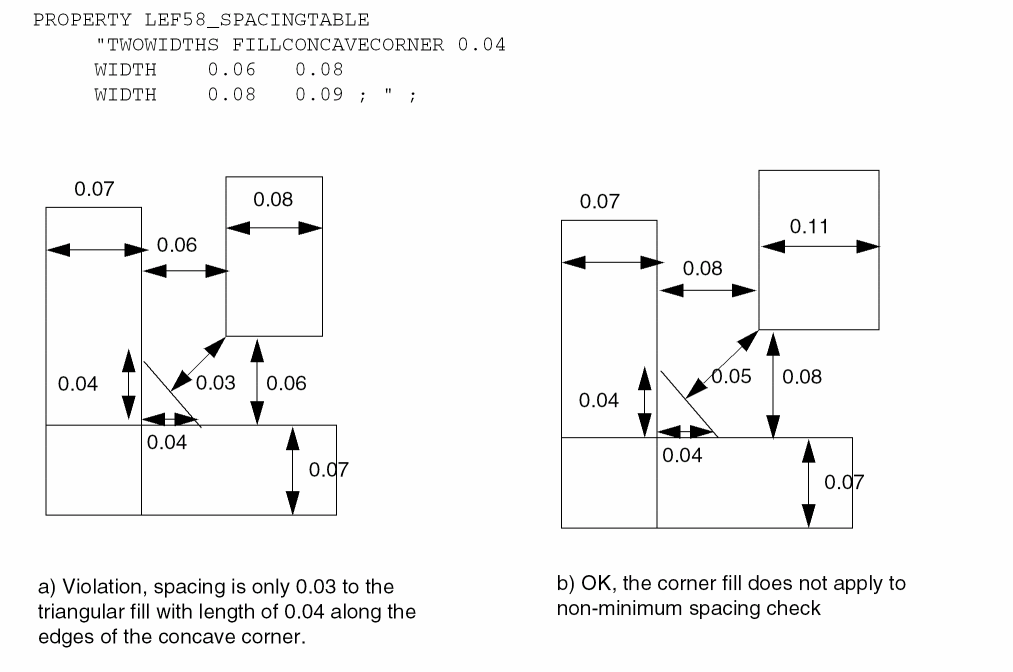 PROPERTY LEF58_SPACINGTABLE
"TWOWIDTHS FILLCONCAVECORNER 0.04
WIDTH 0.06 0.08
WIDTH 0.08 0.09 ; " ;
0.07
0.08
0.06
0.04
0.03
0.06
0.04
0.07
0.07
0.11
0.08
0.05
0.08
0.04
0.04
0.07
a) Violation, spacing is only 0.03 to the
triangular fill with length of 0.04 along the
edges of the concave corner.
b) OK, the corner fill does not apply to
non-minimum spacing check